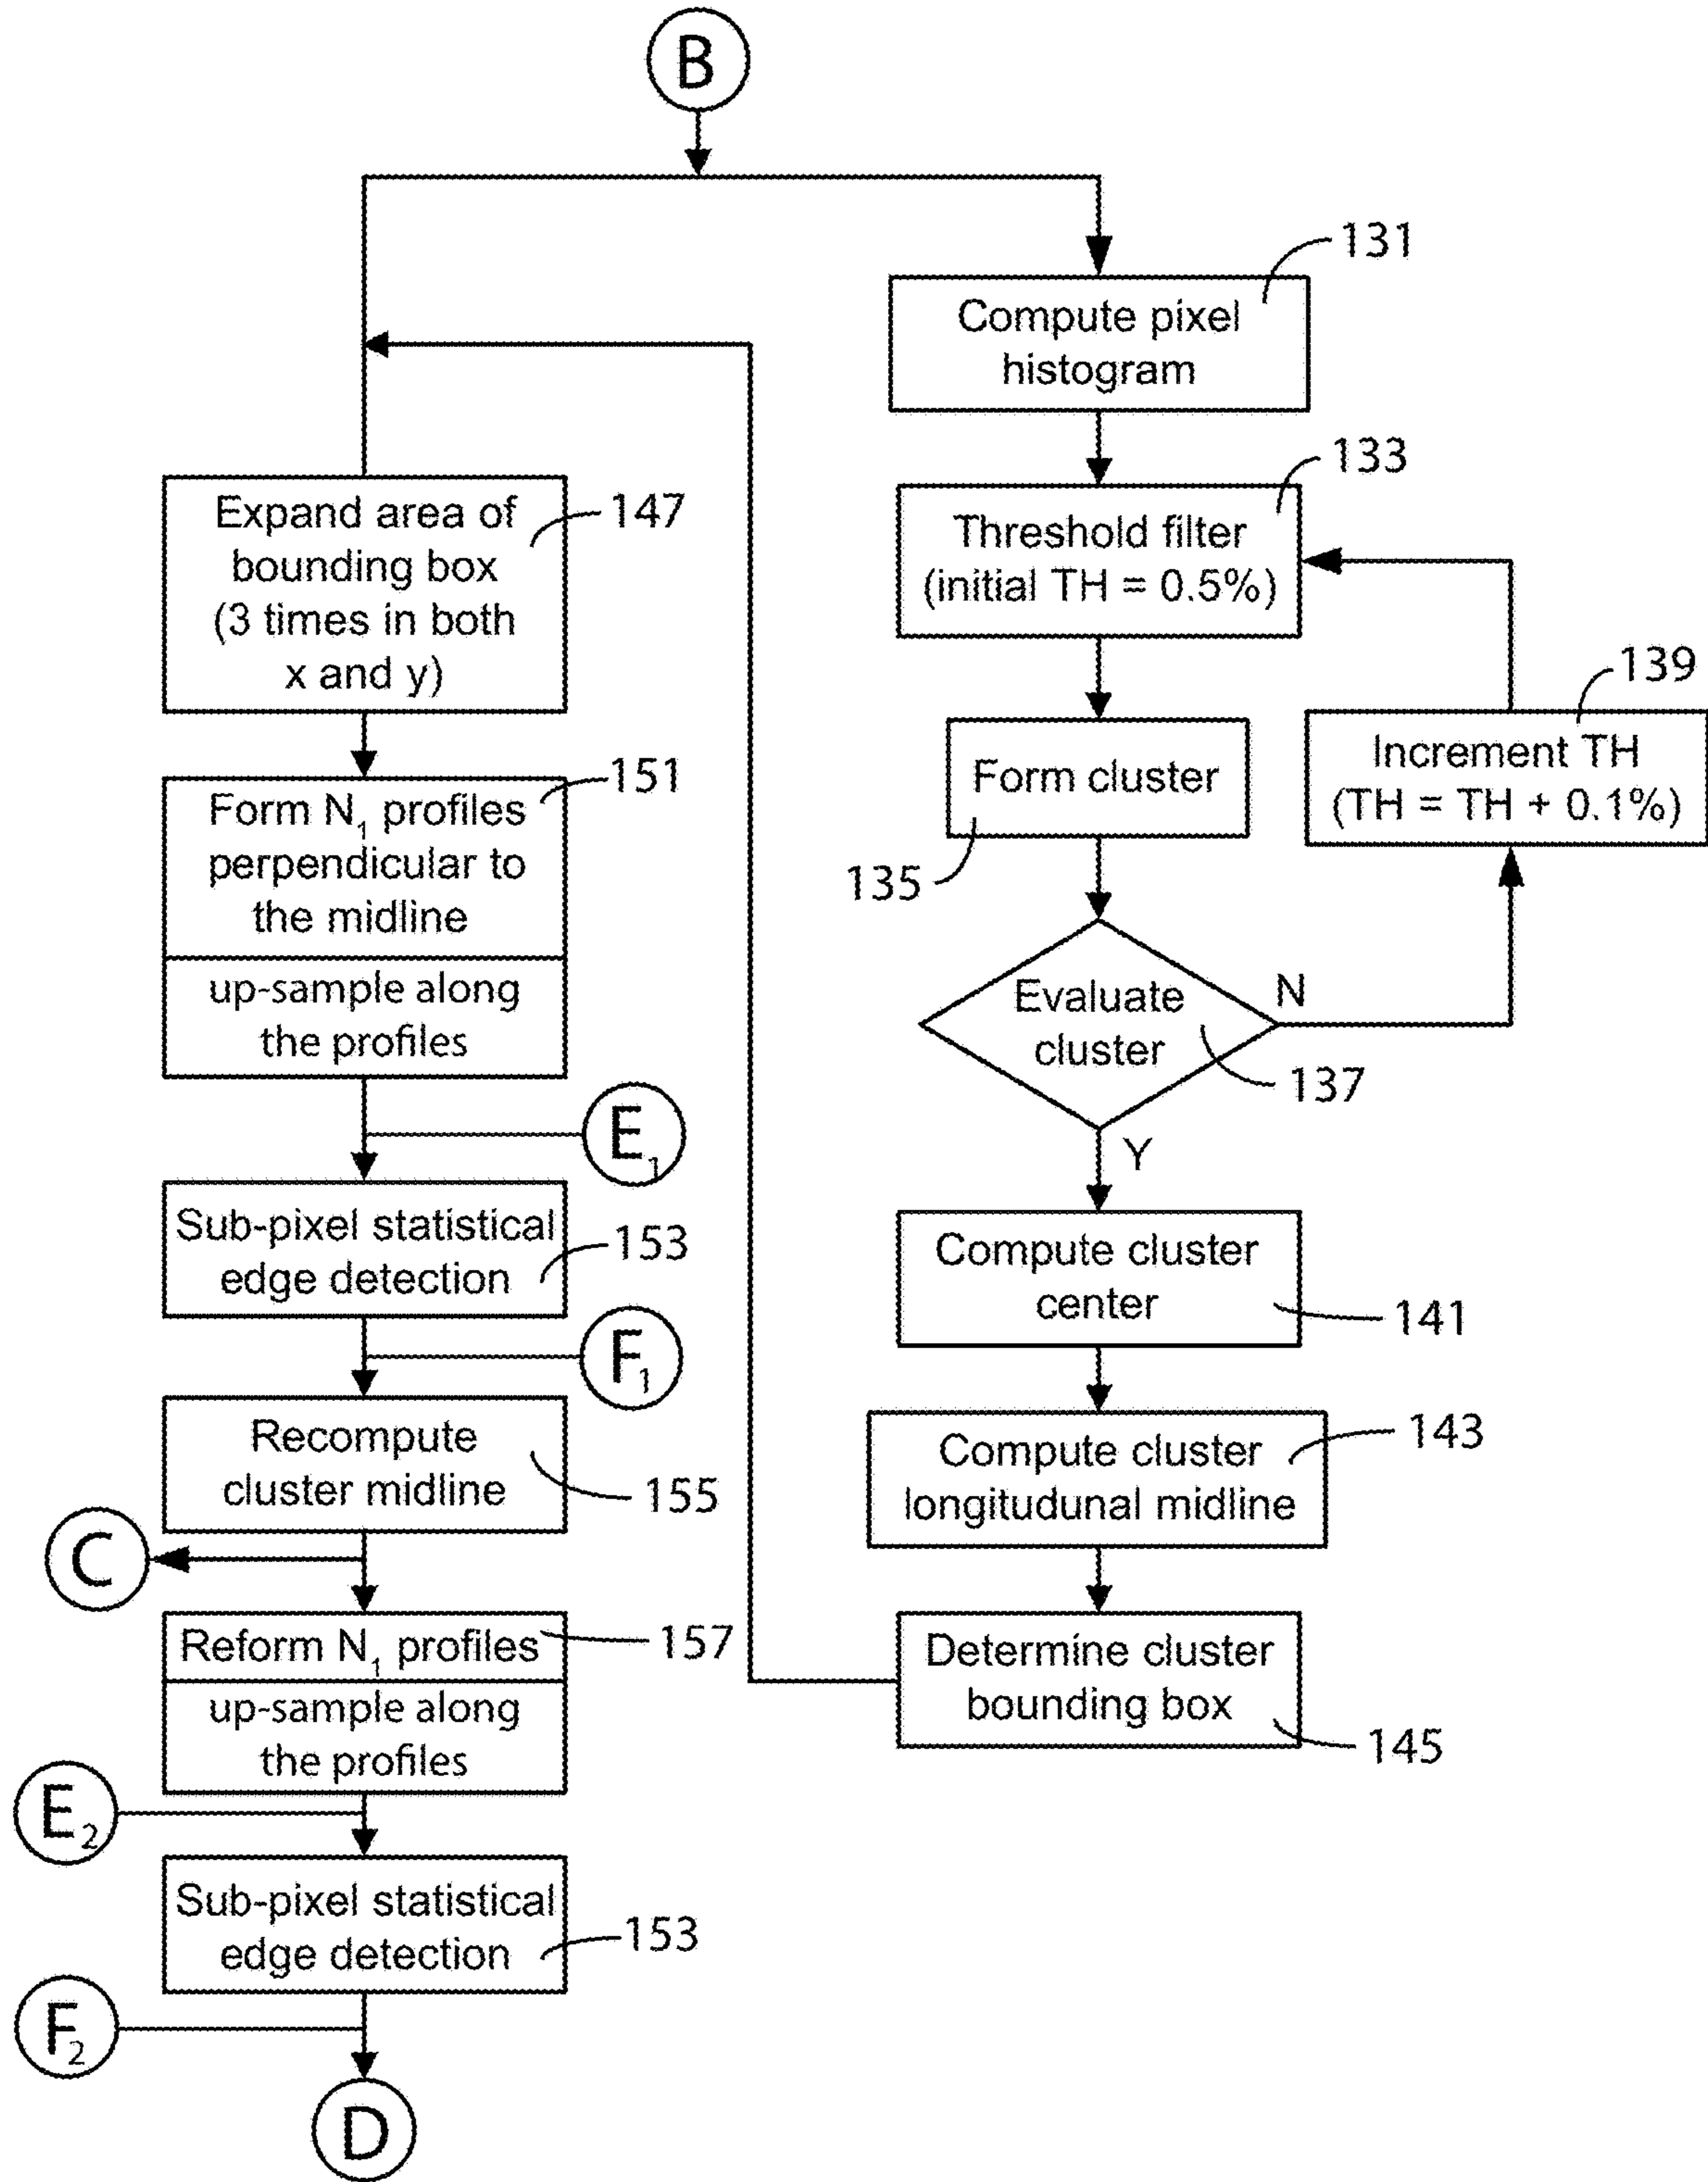 B
131
Compute pixel
histogram
133
Threshold filter
(initial TH = 0.5%)
139
Increment TH
(TH = TH + 0.1%)
Form cluster
135
Evaluate
cluster
N
137
Y
Compute cluster
center
141
Compute cluster
longitudunal midline
143
Determine cluster
bounding box
145
Expand area of
bounding box
(3 times in both
x and y)
147
Form N₁ profiles
perpendicular to
the midline
151
up-sample along
the profiles
E₁
Sub-pixel statistical
edge detection
153
F₁
Recompute
cluster midline
155
C
Reform N₁ profiles
157
up-sample along
the profiles
E₂
Sub-pixel statistical
edge detection
153
F₂
D